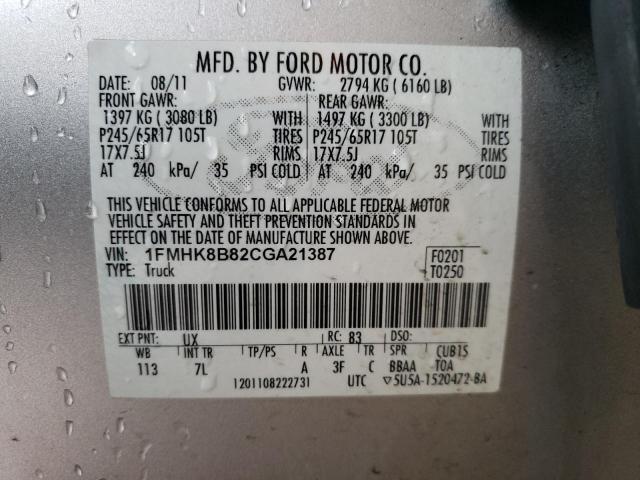 MFD. BY FORD MOTOR CO.
DATE: 08/11 GVWR: 2794 KG ( 6160 LB)
FRONT GAWR: REAR GAWR:
1397 KG ( 3080 LB) WITH 1497 KG ( 3300 LB) WITH
P245/65R17 105T TIRES P245/65R17 105T TIRES
17X7.5J RIMS 17X7.5J RIMS
AT 240 kPa/ 35 PSI COLD AT 240 kPa/ 35 PSI COLD
THIS VEHICLE CONFORMS TO ALL APPLICABLE FEDERAL MOTOR
VEHICLE SAFETY AND THEFT PREVENTION STANDARDS IN
EFFECT ON THE DATE OF MANUFACTURE SHOWN ABOVE.
VIN: 1FMHK8B82CGA21387 F0201
TYPE: Truck T0250
EXT PNT: UX RC: 83 DSO:
WB INT TR TP/PS R AXLE TR SPR CUB1S
113 7L A 3F C BBAA TOA
1201108222731 UTC ▽5U5A-1520472-BA